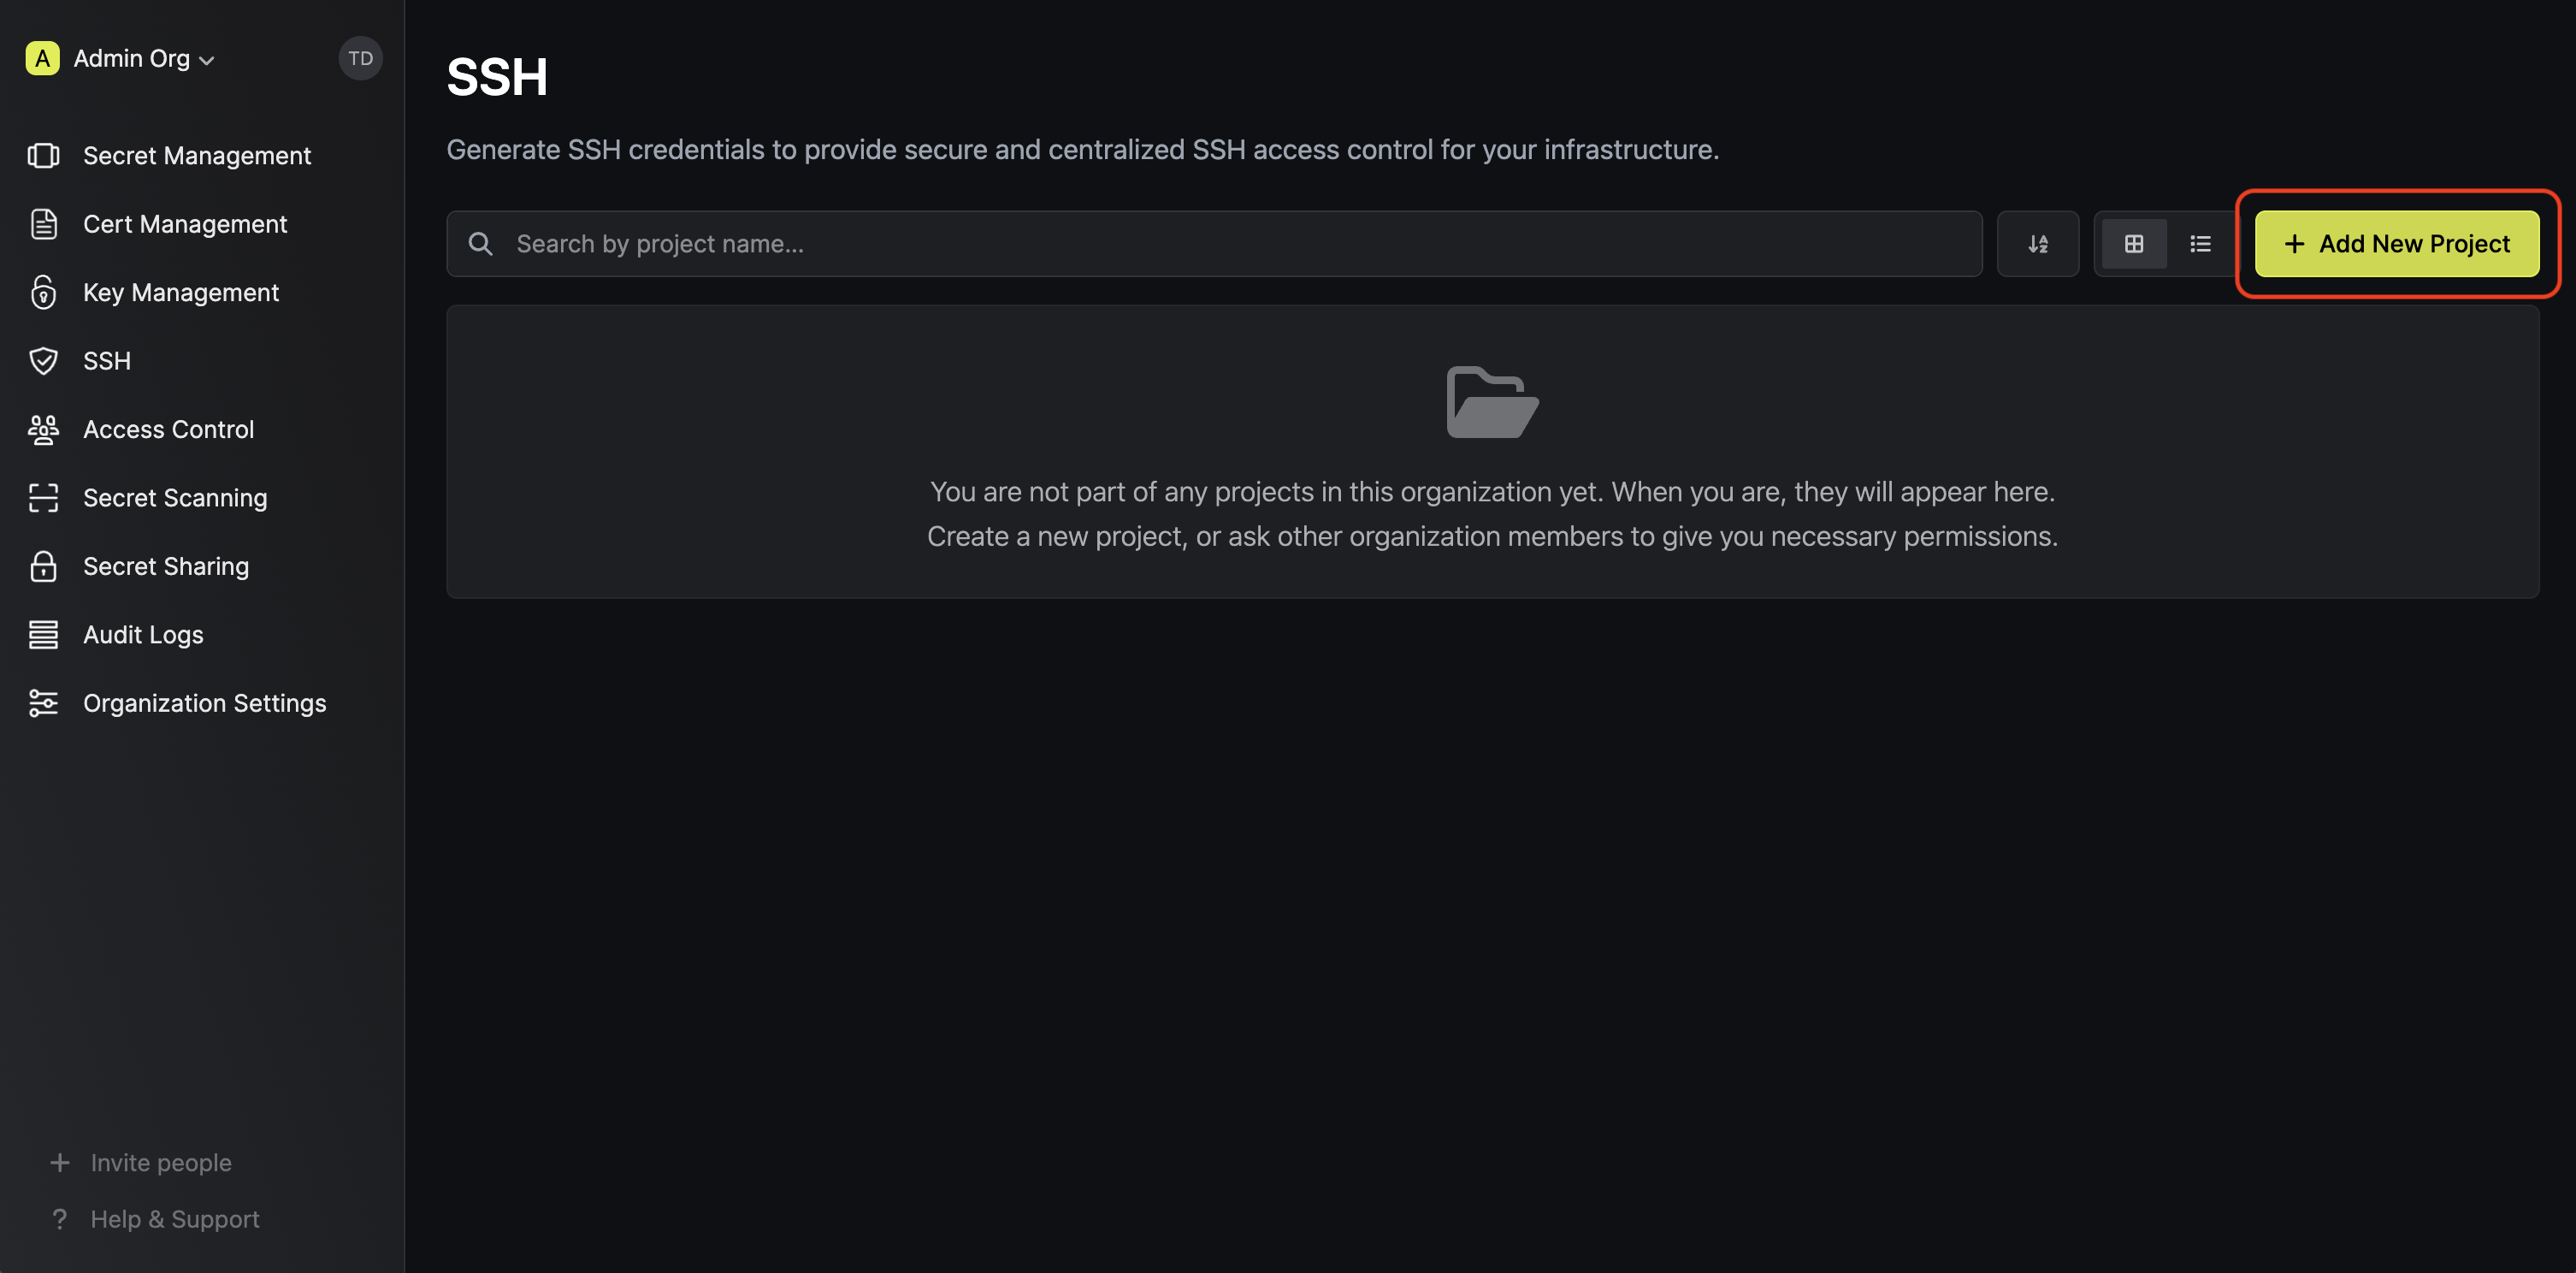 A Admin Org
TD
Secret Management
Cert Management
Key Management
SSH
Access Control
Secret Scanning
Secret Sharing
Audit Logs
Organization Settings
+ Invite people
? Help & Support
SSH
Generate SSH credentials to provide secure and centralized SSH access control for your infrastructure.
Search by project name...
+ Add New Project
You are not part of any projects in this organization yet. When you are, they will appear here.
Create a new project, or ask other organization members to give you necessary permissions.